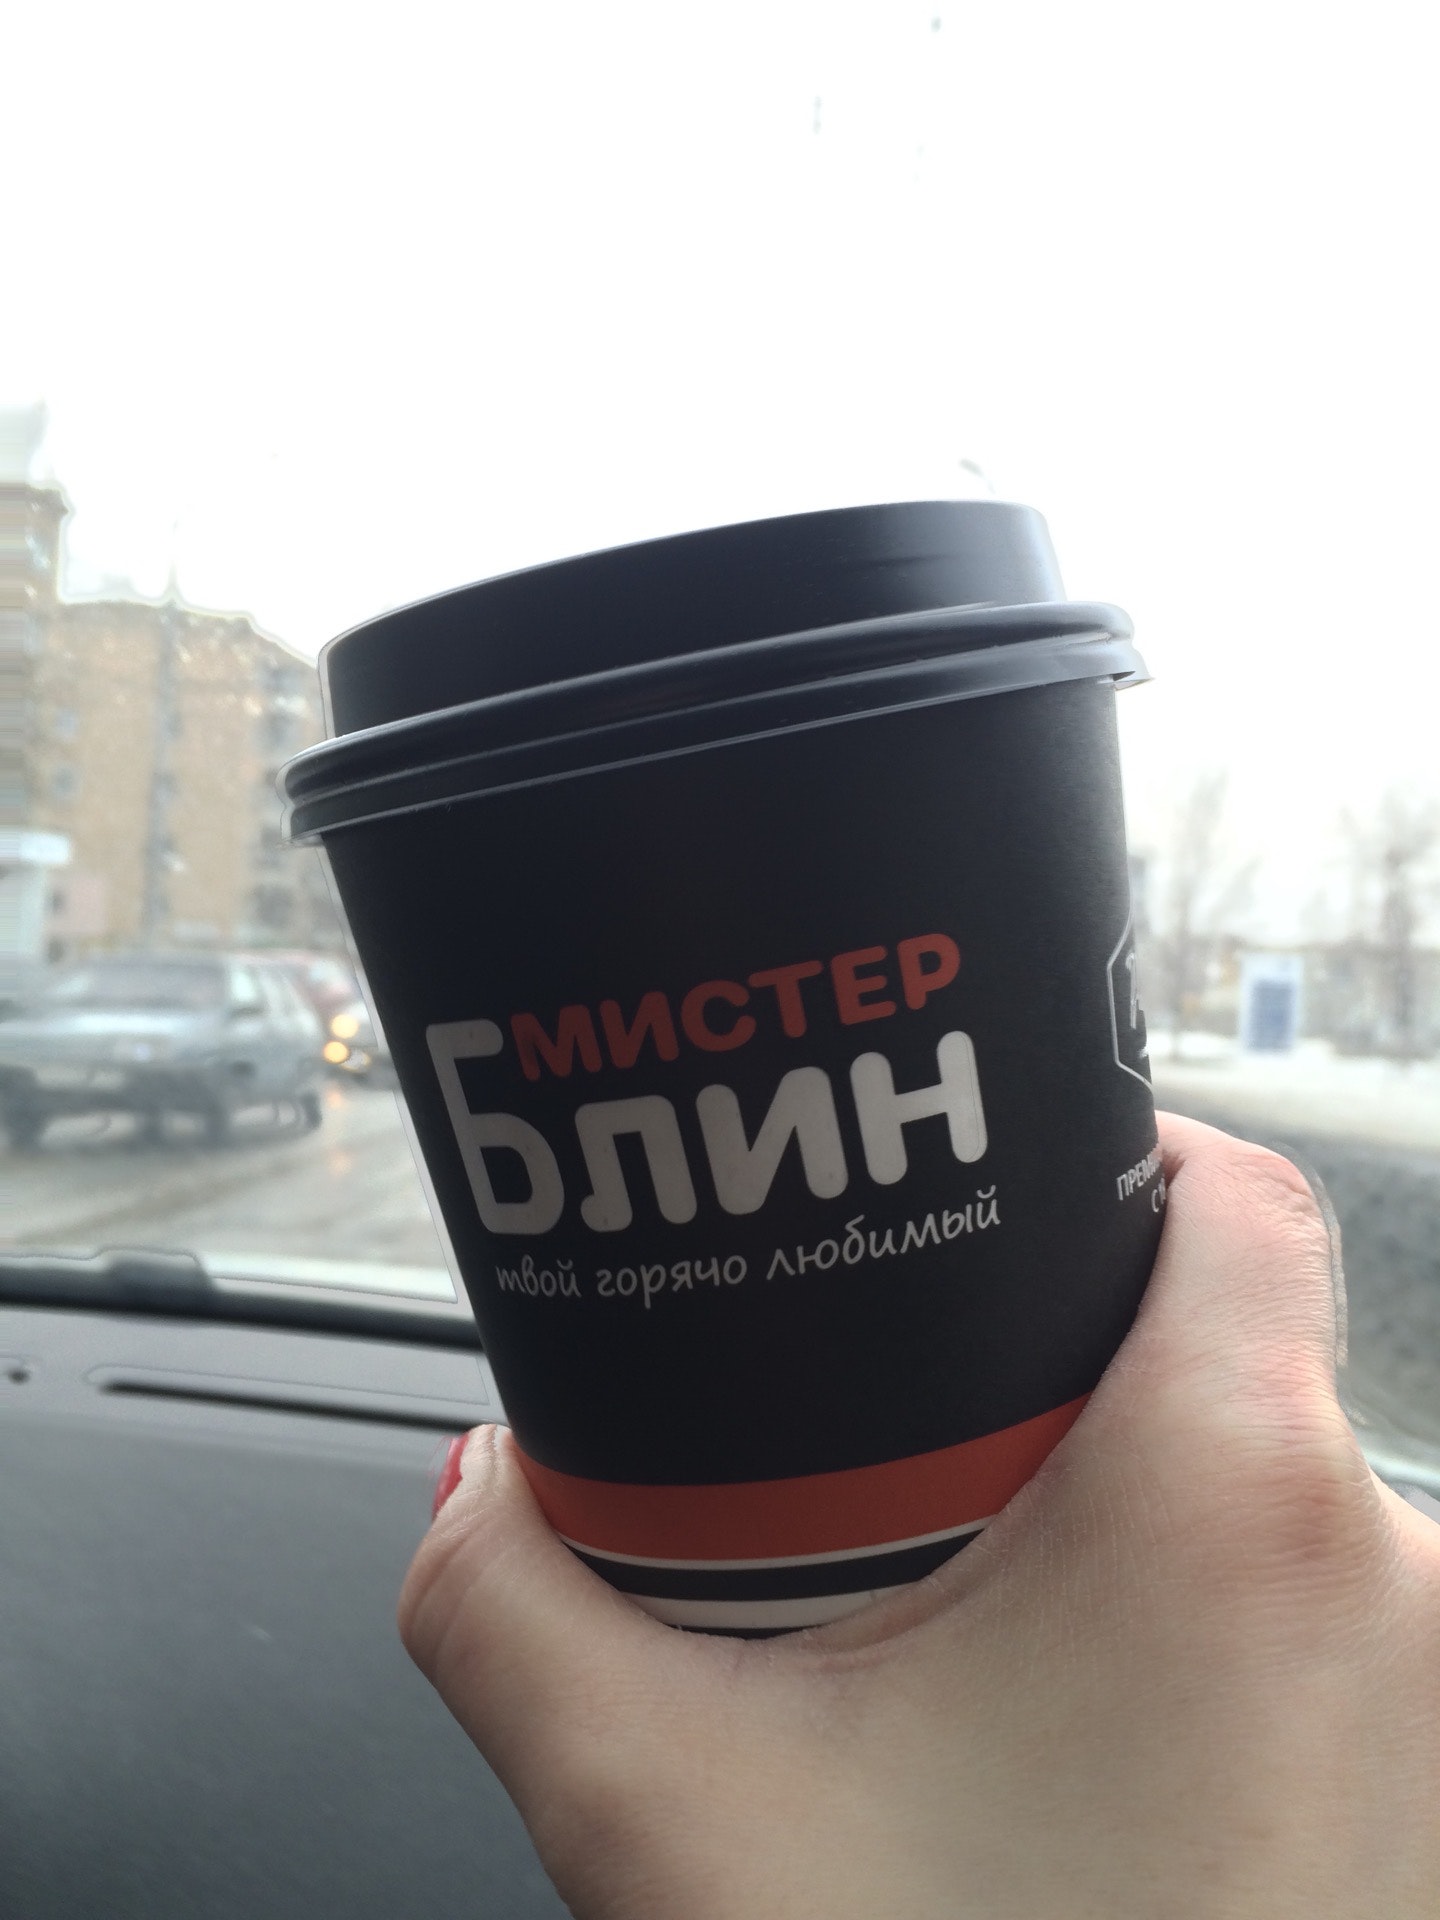 МИСТЕР
Блин
твой горячо любимый